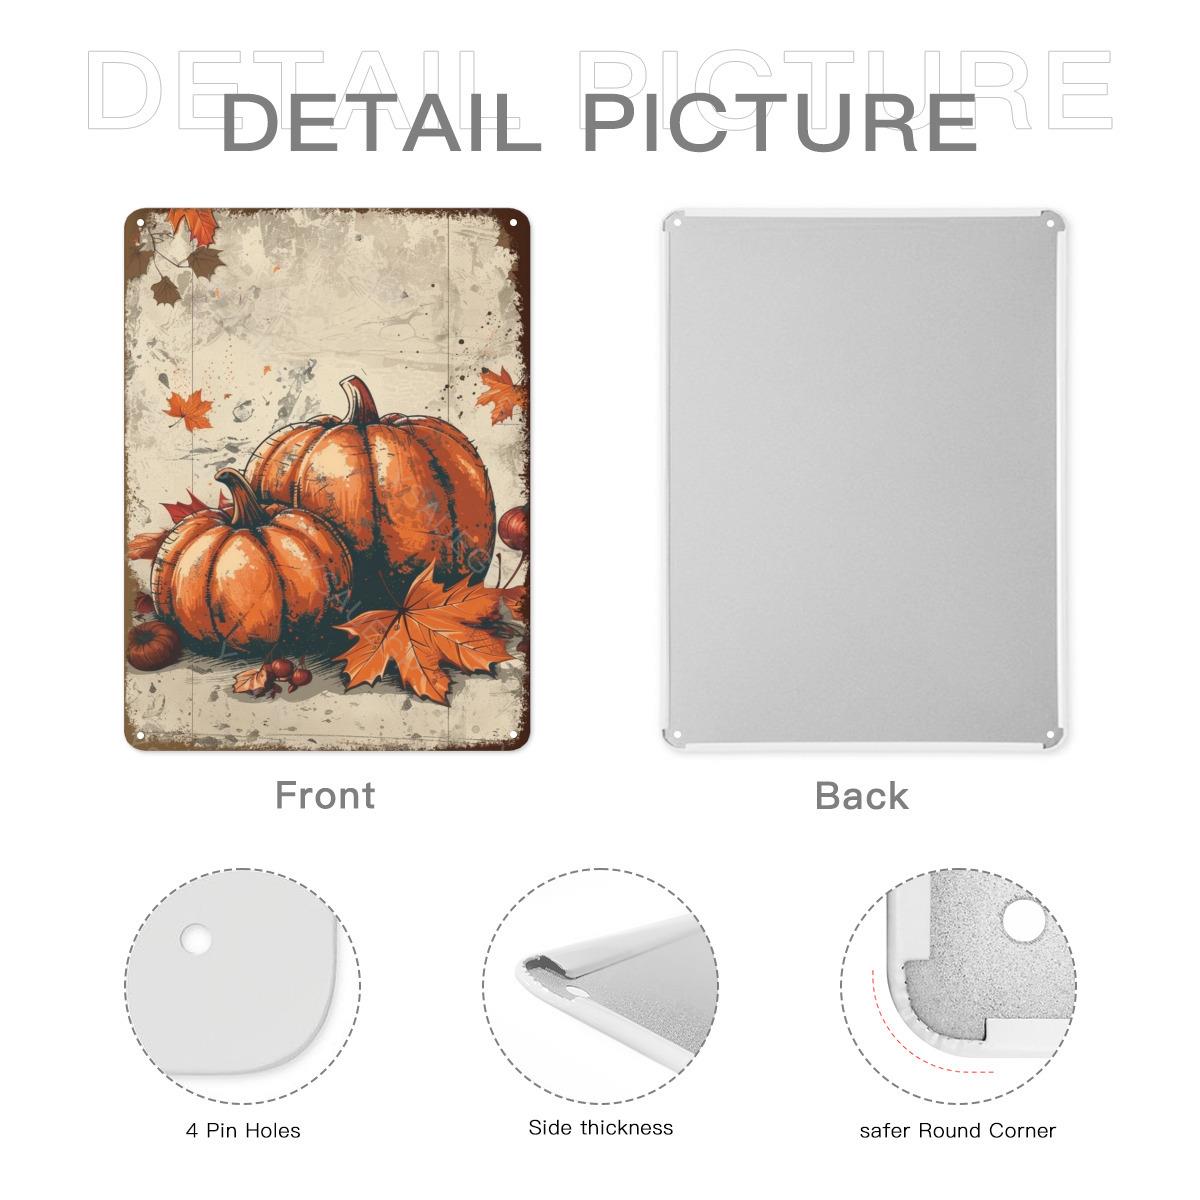 DETAIL PICTURE
DETAIL PICTURE
Front
Back
4 Pin Holes
Side thickness
safer Round Corner